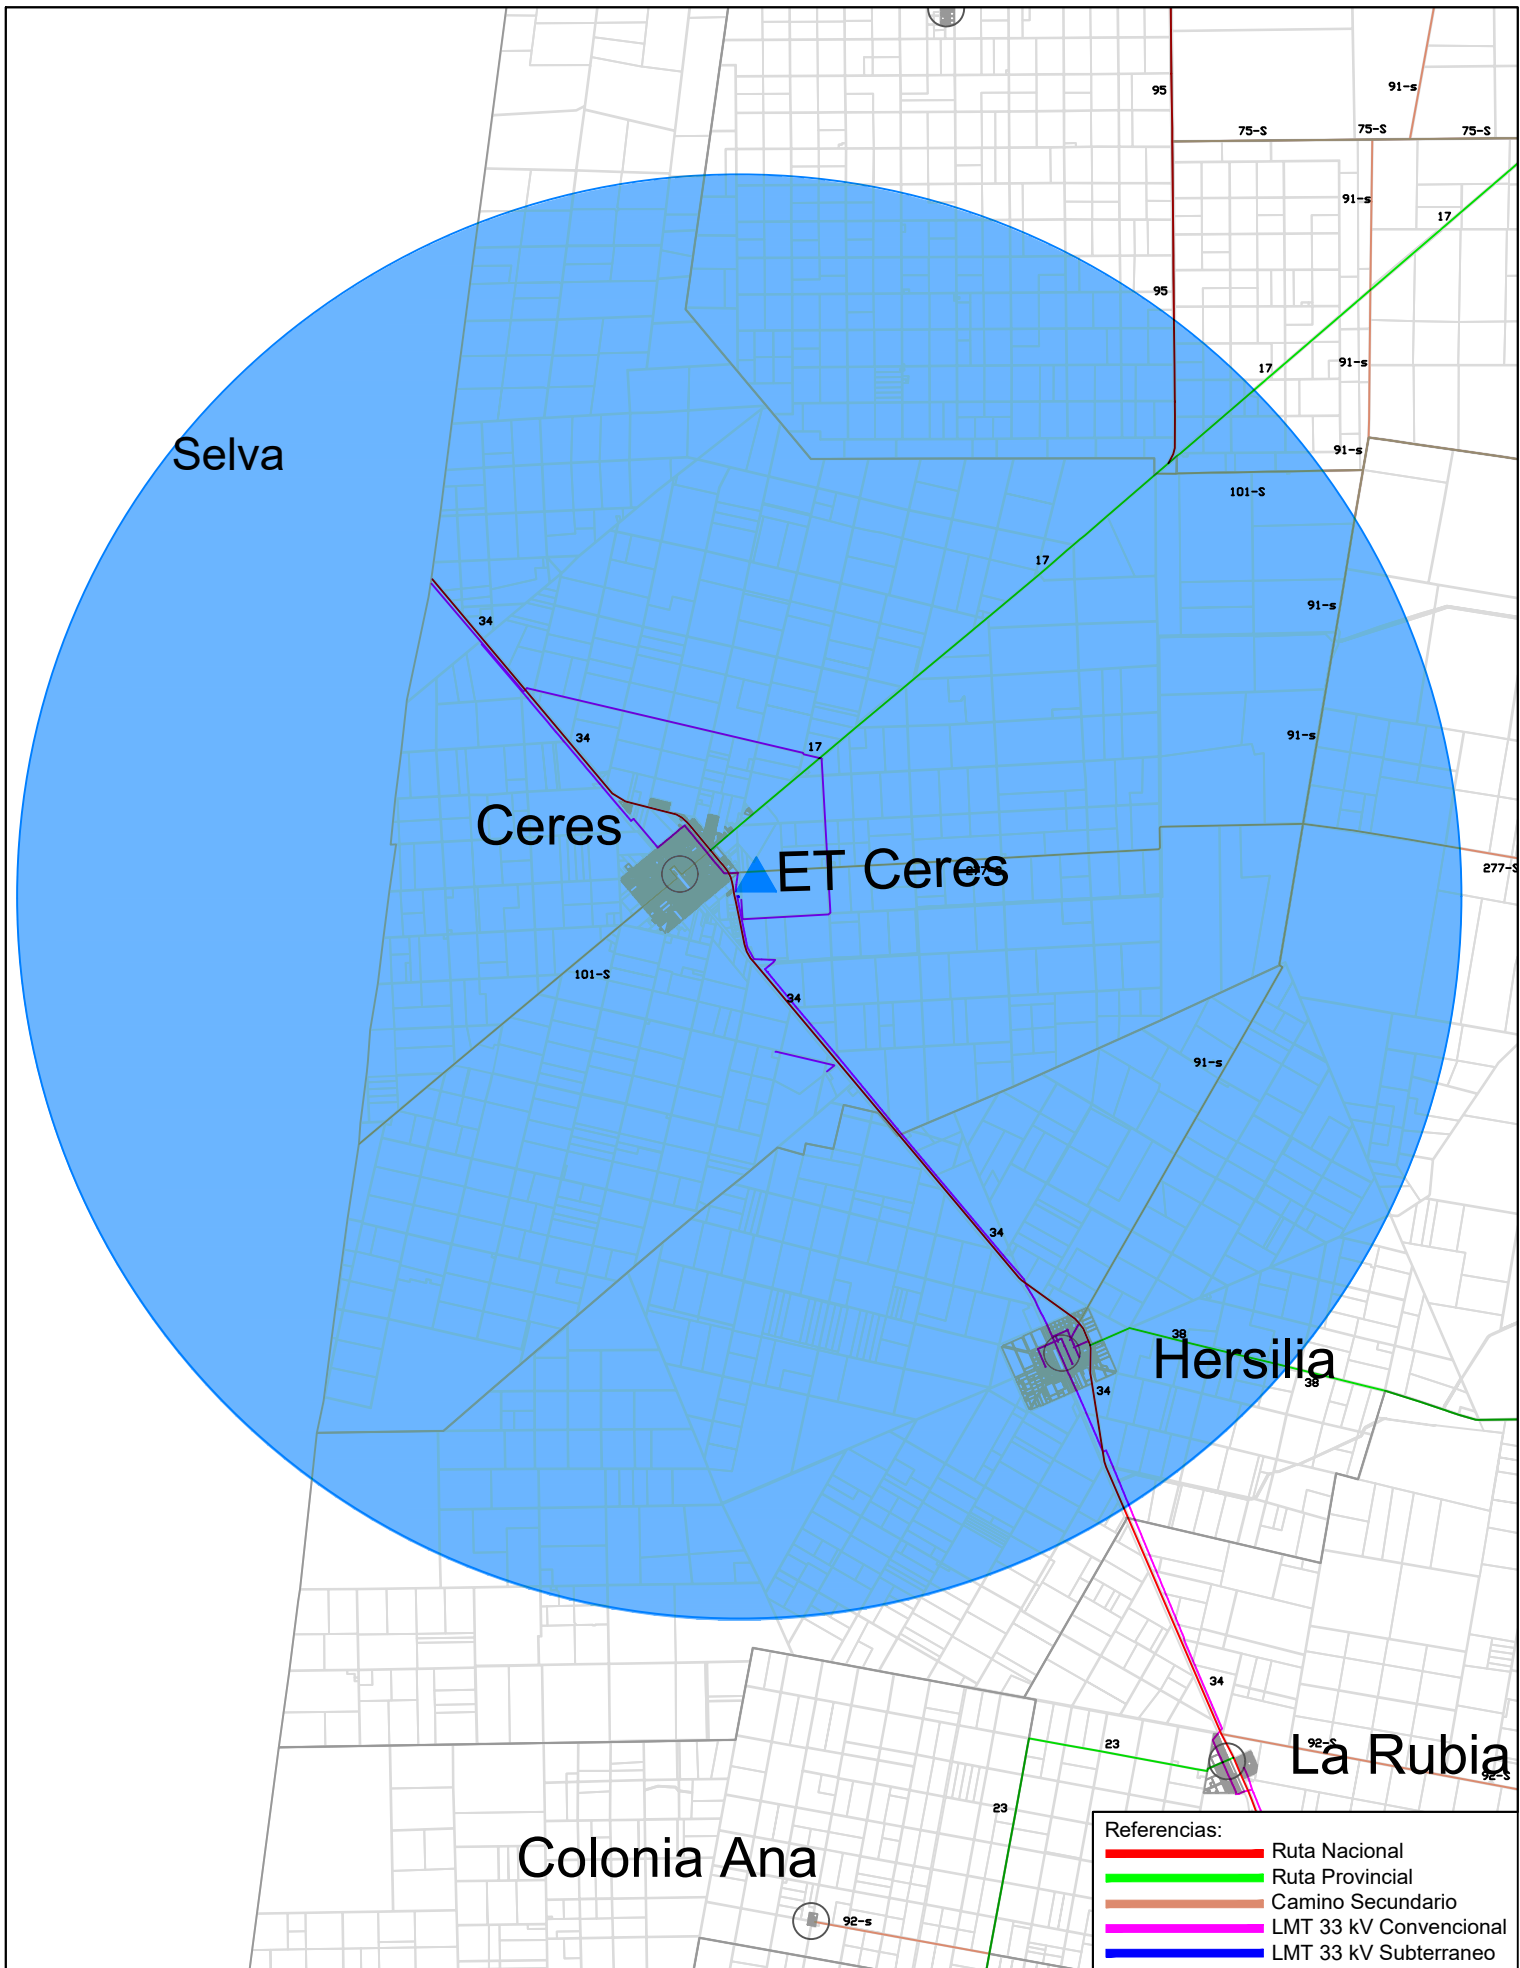 95
91-s
75-S
75-S
75-S
91-s
17
95
17
91-s
Selva
91-s
101-S
17
91-s
34
34
17
91-s
Ceres
ET Ceres
277-S
277-S
101-S
34
91-s
34
38
Hersilia
38
34
34
23
92-S
La Rubia
92-S
23
Colonia Ana
92-s
Referencias:
Ruta Nacional
Ruta Provincial
Camino Secundario
LMT 33 kV Convencional
LMT 33 kV Subterraneo